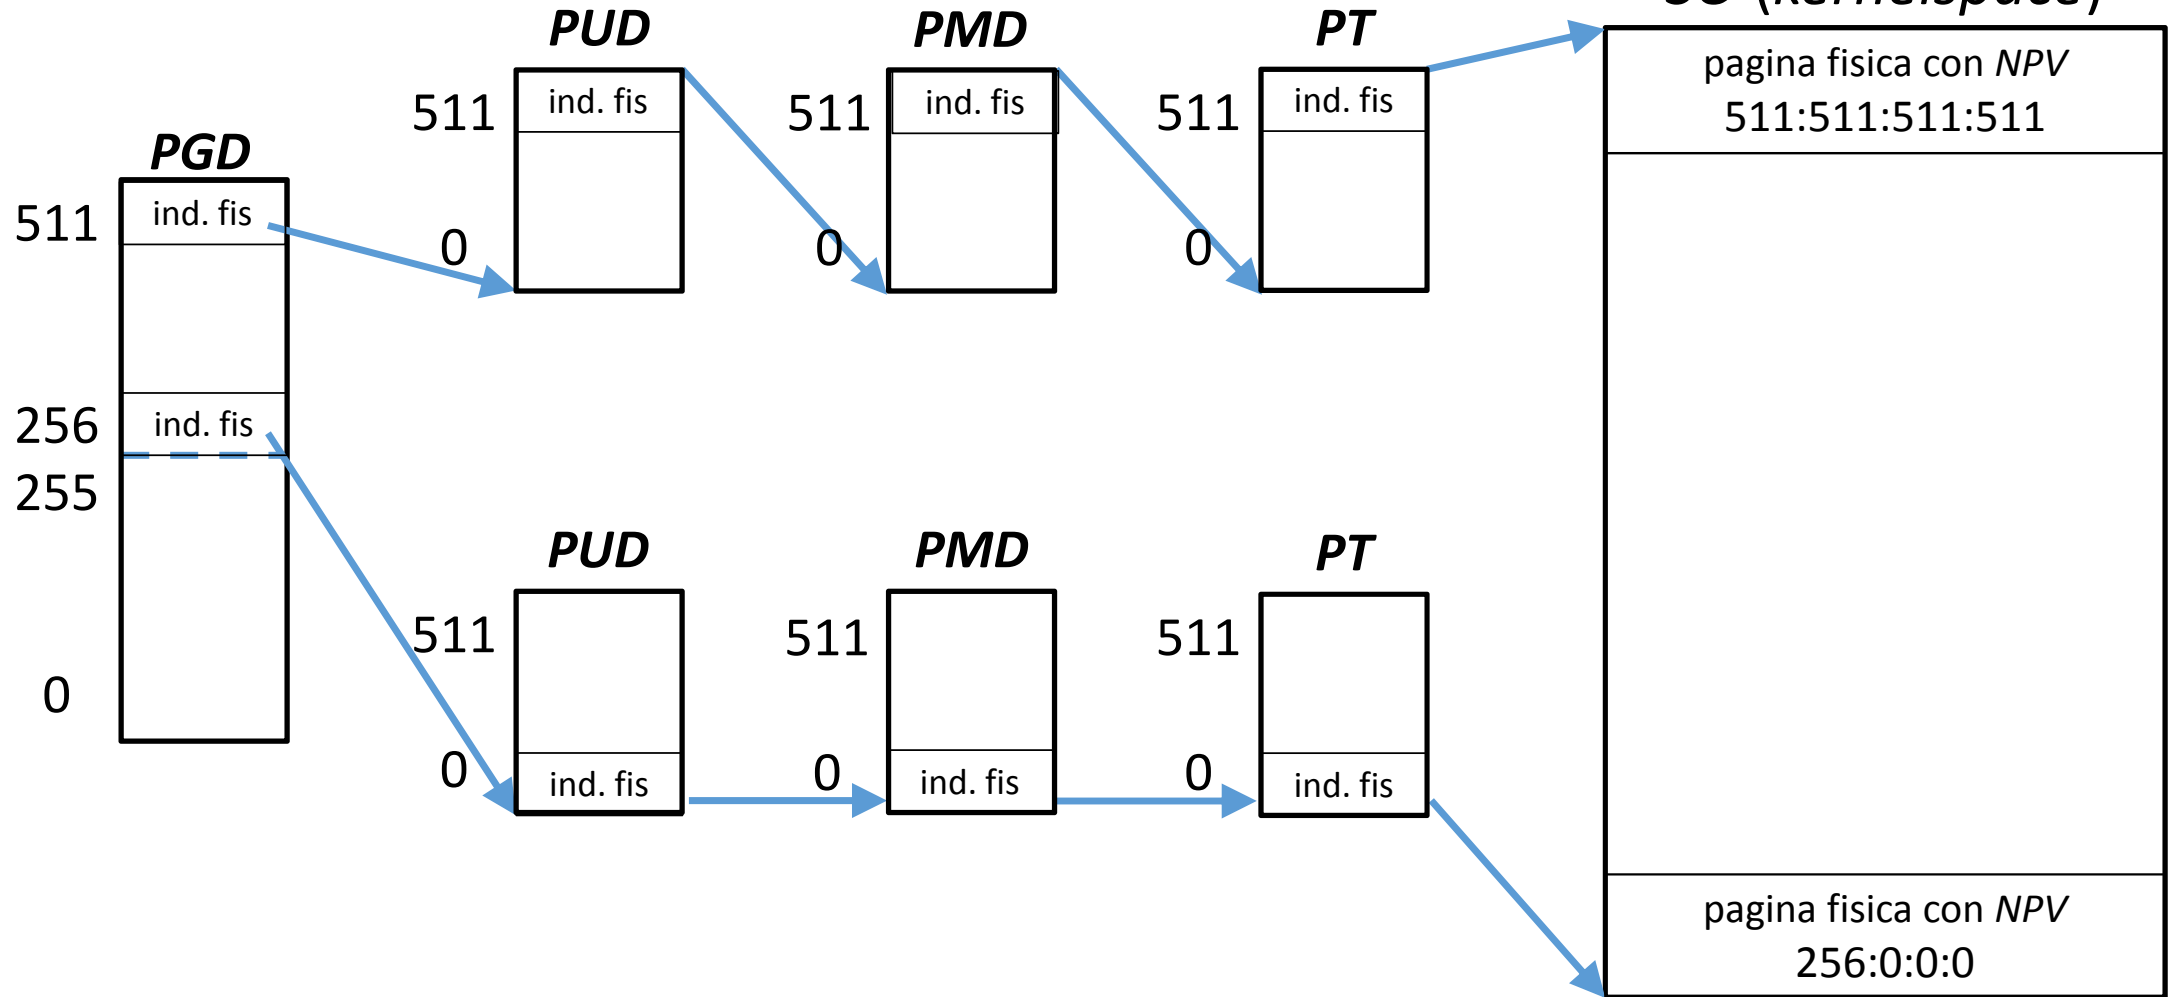 SO (kernelspace)
PUD
PMD
PT
pagina fisica con NPV
511:511:511:511
511
ind. fis
511
ind. fis
511
ind. fis
PGD
511
ind. fis
0
0
0
256
ind. fis
255
PUD
PMD
PT
511
511
511
0
0
ind. fis
0
ind. fis
0
ind. fis
pagina fisica con NPV
256:0:0:0